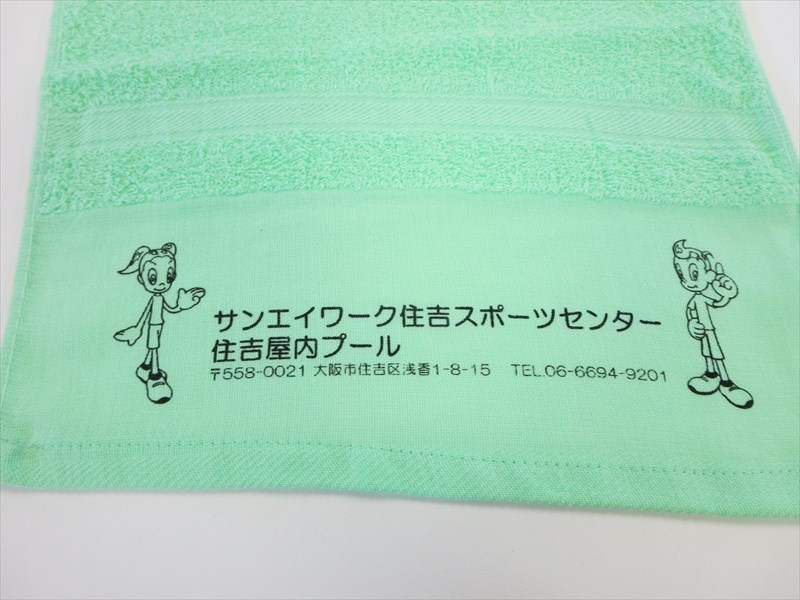 サンエイワーク住吉スポーツセンター
住吉屋内プール
〒558-0021 大阪市住吉区浅香1-8-15 TEL.06-6694-9201